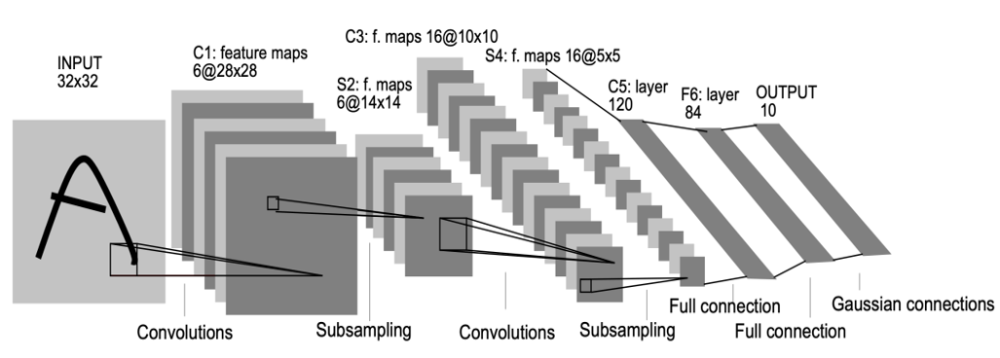 INPUT
32x32
C1: feature maps
6@28x28
S2: f. maps
6@14x14
C3: f. maps 16@10x10
S4: f. maps 16@5x5
C5: layer
120
F6: layer
84
OUTPUT
10
A
Convolutions
Subsampling
Convolutions
Subsampling
Full connection
Full connection
Gaussian connections